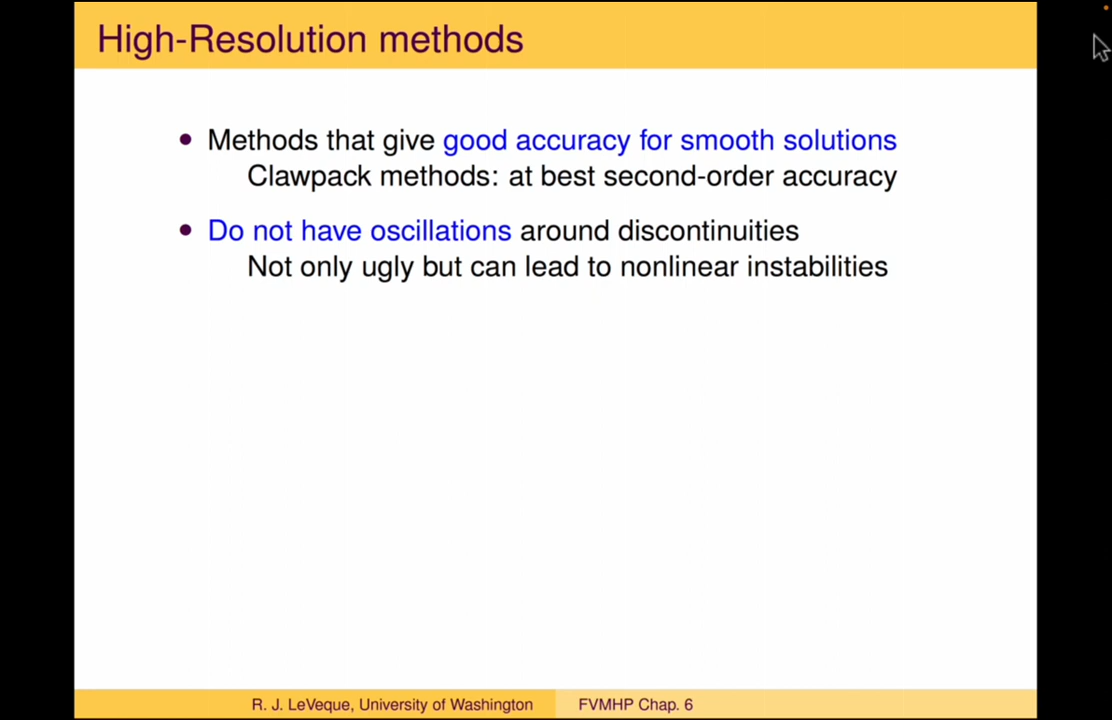 High-Resolution methods
• Methods that give good accuracy for smooth solutions
Clawpack methods: at best second-order accuracy
• Do not have oscillations around discontinuities
Not only ugly but can lead to nonlinear instabilities
R. J. LeVeque, University of Washington
FVMHP Chap. 6